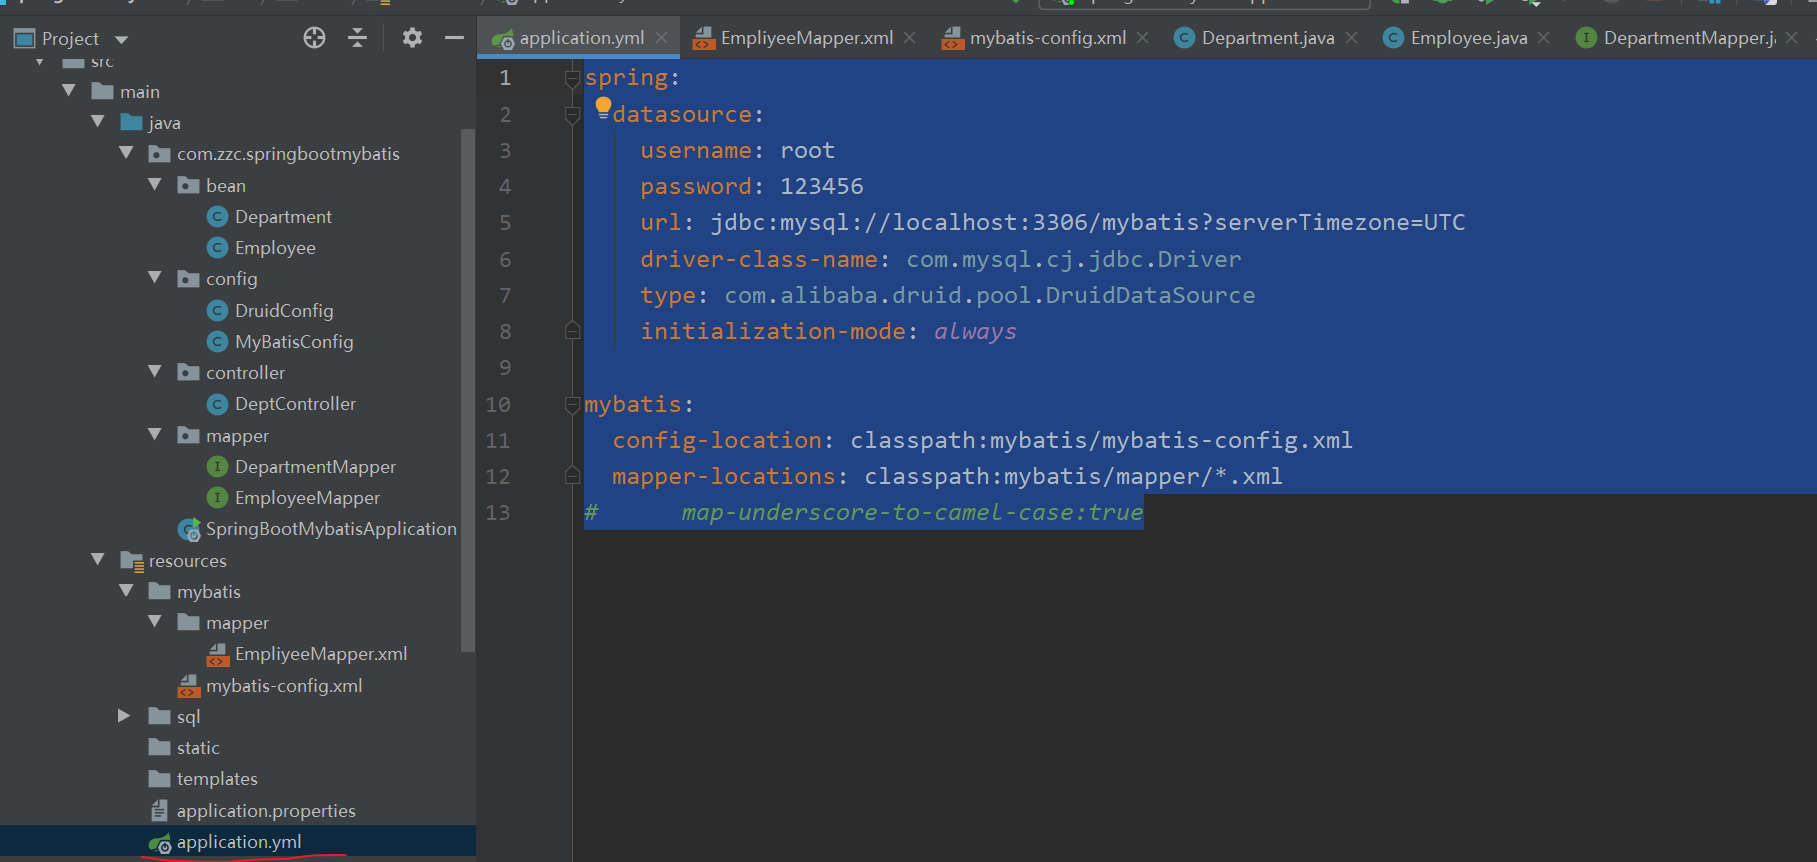 Project
src
main
java
com.zzc.springbootmybatis
bean
Department
Employee
config
DruidConfig
MyBatisConfig
controller
DeptController
mapper
DepartmentMapper
EmployeeMapper
SpringBootMybatisApplication
resources
mybatis
mapper
EmpliyeeMapper.xml
mybatis-config.xml
sql
static
templates
application.properties
application.yml
application.yml EmpliyeeMapper.xml mybatis-config.xml Department.java Employee.java DepartmentMapper.j
1 spring:
2 datasource:
3 username: root
4 password: 123456
5 url: jdbc:mysql://localhost:3306/mybatis?serverTimezone=UTC
6 driver-class-name: com.mysql.cj.jdbc.Driver
7 type: com.alibaba.druid.pool.DruidDataSource
8 initialization-mode: always
9
10 mybatis:
11 config-location: classpath:mybatis/mybatis-config.xml
12 mapper-locations: classpath:mybatis/mapper/*.xml
13 # map-underscore-to-camel-case:true